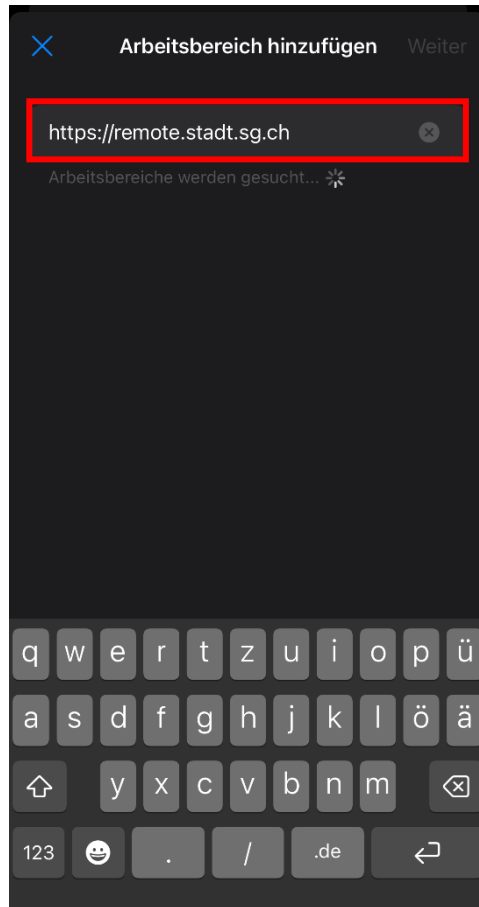 Arbeitsbereich hinzufügen Weiter
https://remote.stadt.sg.ch
Arbeitsbereiche werden gesucht...
q w e r t z u i o p ü
a s d f g h j k l ö ä
y x c v b n m
123 . / .de